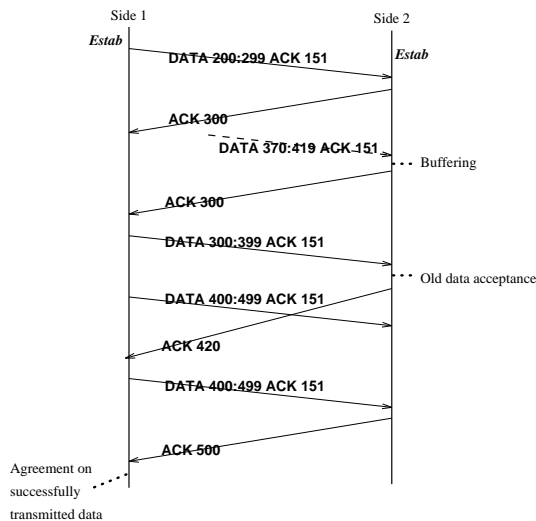 Side 1
Side 2
Estab
Estab
DATA 200:299 ACK 151
ACK 300
DATA 370:419 ACK 151
Buffering
ACK 300
DATA 300:399 ACK 151
Old data acceptance
DATA 400:499 ACK 151
ACK 420
DATA 400:499 ACK 151
ACK 500
Agreement on
successfully
transmitted data